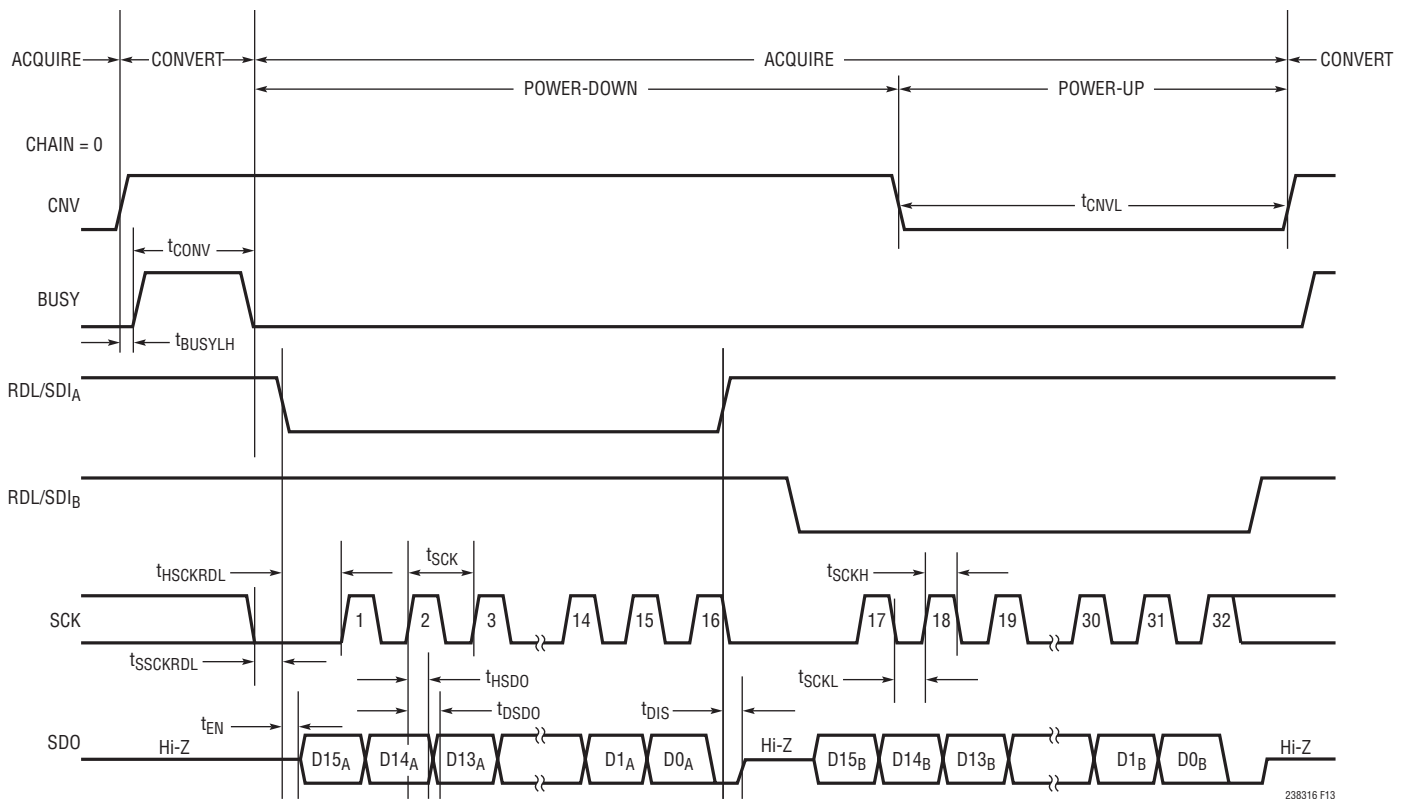 ACQUIRE CONVERT ACQUIRE CONVERT
POWER-DOWN POWER-UP
CHAIN = 0
CNV tCNVL
tCONV
BUSY
tBUSYLH
RDL/SDIA
RDL/SDIB
tHSCKRDL tSCK tSCKH
SCK 1 2 3 14 15 16 17 18 19 30 31 32
tSSCKRDL tHSDO tSCKL
tEN tDSDO tDIS
SDO Hi-Z D15A D14A D13A D1A D0A Hi-Z D15B D14B D13B D1B D0B Hi-Z
238316 F13